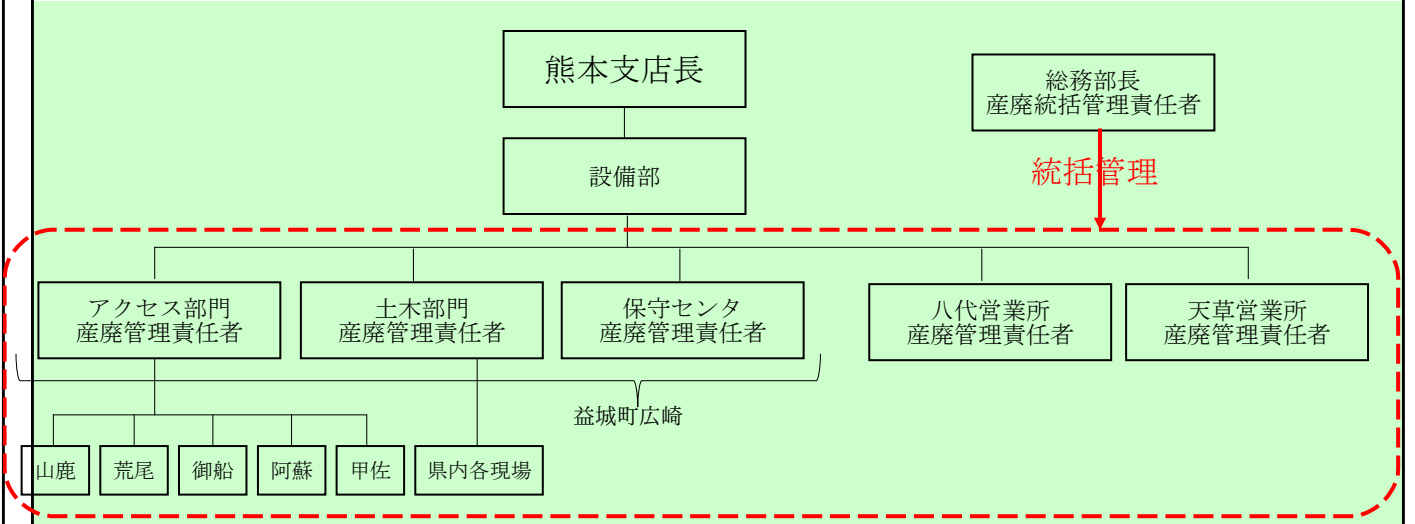 熊本支店長
総務部長
産廃統括管理責任者
設備部
統括管理
アクセス部門
産廃管理責任者
土木部門
産廃管理責任者
保守センタ
産廃管理責任者
八代営業所
産廃管理責任者
天草営業所
産廃管理責任者
益城町広崎
山鹿
荒尾
御船
阿蘇
甲佐
県内各現場